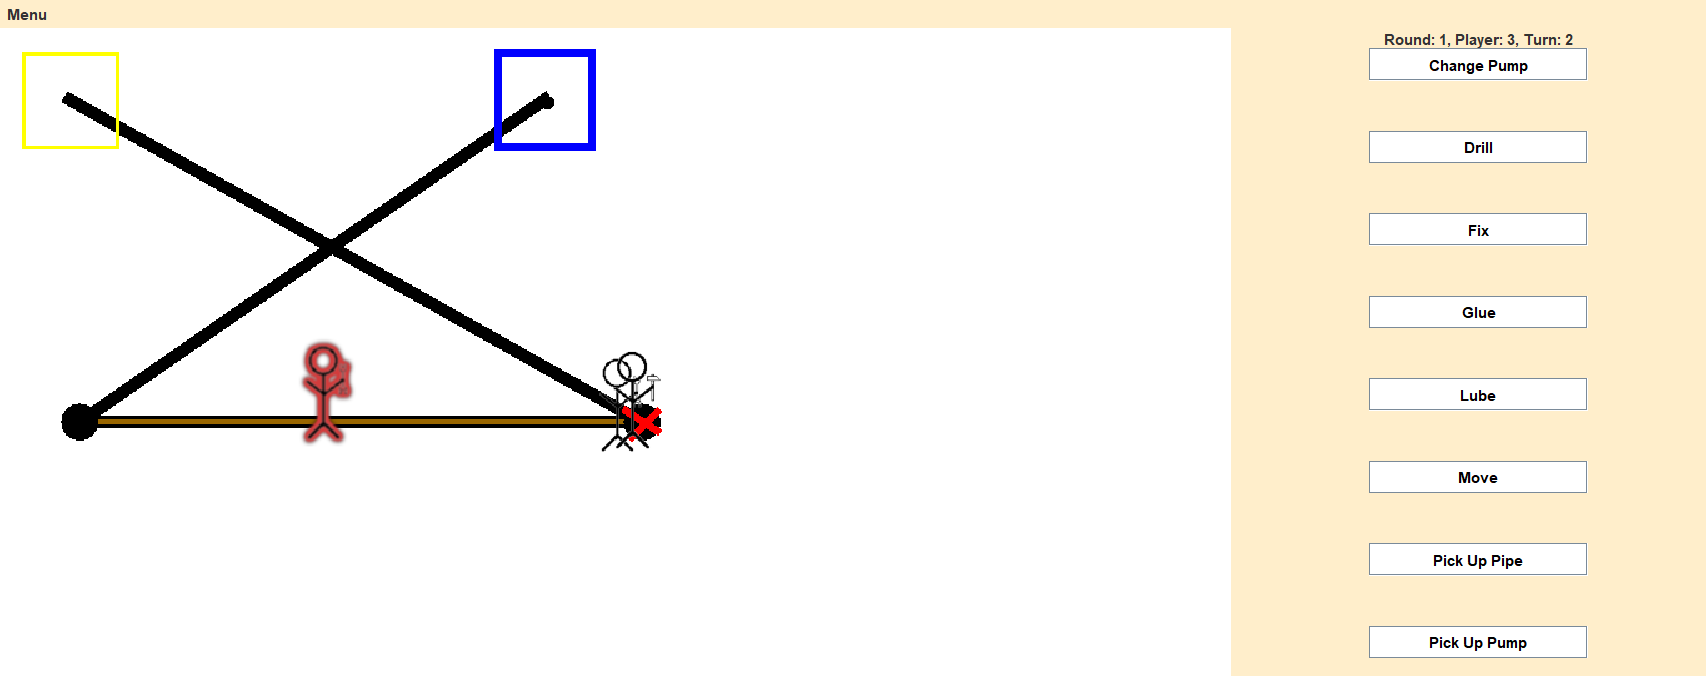 Menu
Round: 1, Player: 3, Turn: 2
Change Pump
Drill
Fix
Glue
Lube
Move
Pick Up Pipe
Pick Up Pump